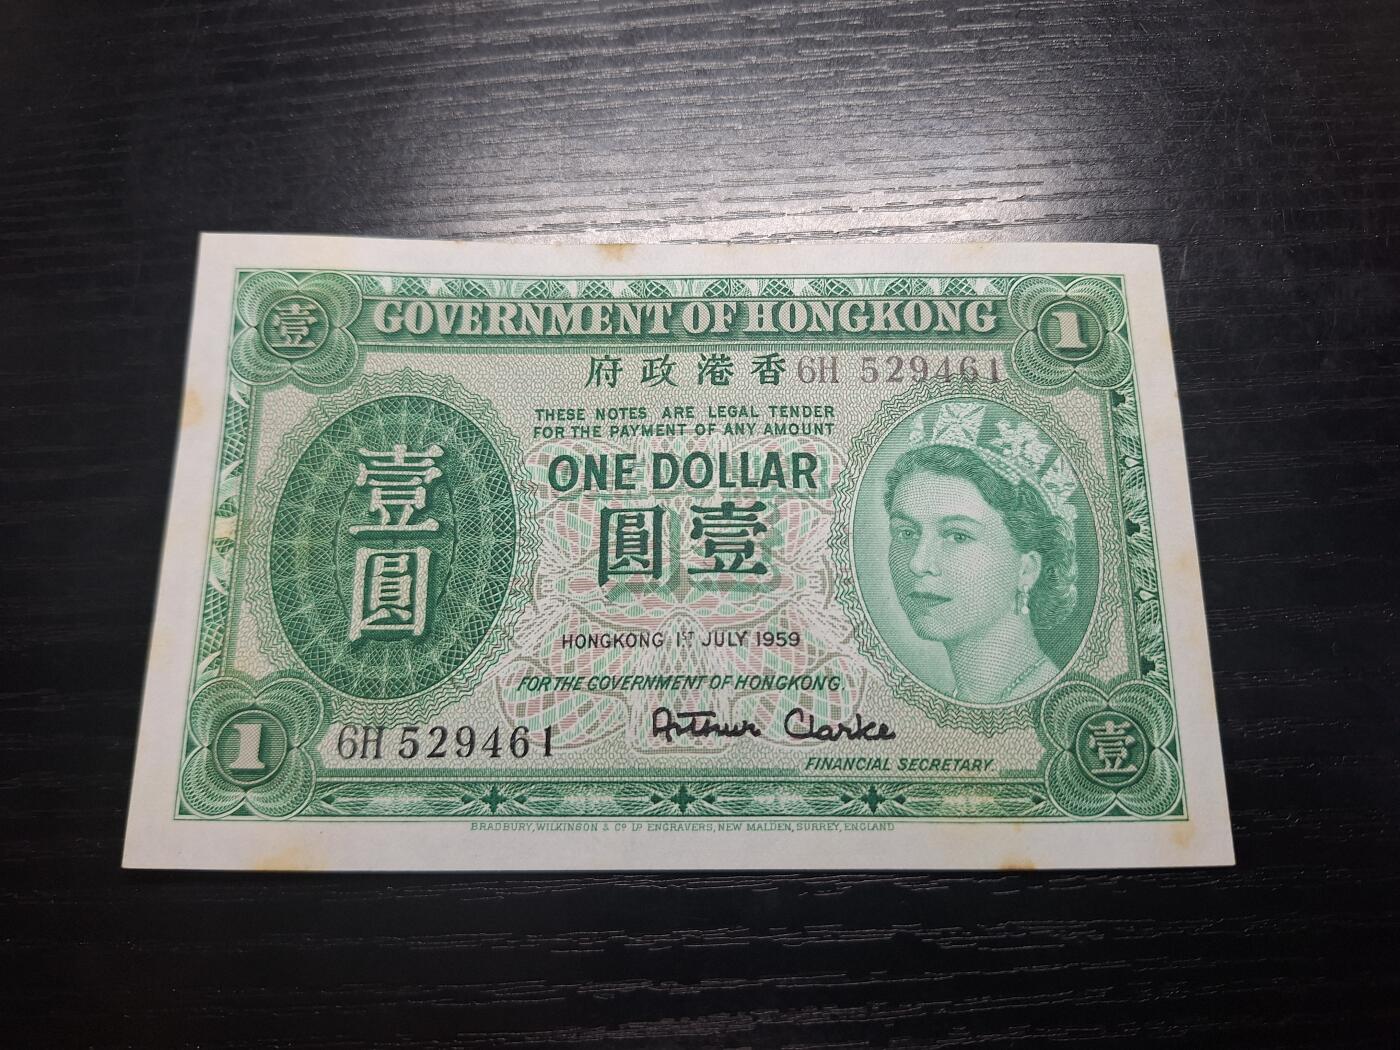 壹
GOVERNMENT OF HONGKONG
1
府政港香
6H 529461
THESE NOTES ARE LEGAL TENDER
FOR THE PAYMENT OF ANY AMOUNT
ONE DOLLAR
圓壹
壹圓
HONGKONG 1ST JULY 1959
FOR THE GOVERNMENT OF HONGKONG
Arthur Clarke
FINANCIAL SECRETARY.
1
6H 529461
壹
BRADBURY, WILKINSON & Co Ld ENGRAVERS, NEW MALDEN, SURREY, ENGLAND